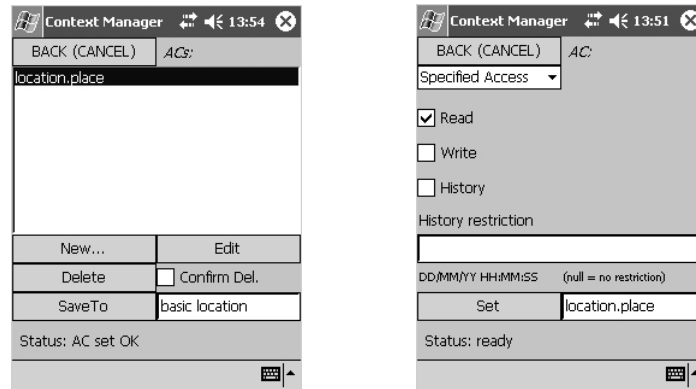 Context Manager 13:54
BACK (CANCEL) ACs:
location.place
New... Edit
Delete Confirm Del.
SaveTo basic location
Status: AC set OK
Context Manager 13:51
BACK (CANCEL) AC:
Specified Access
Read
Write
History
History restriction
DD/MM/YY HH:MM:SS (null = no restriction)
Set location.place
Status: ready